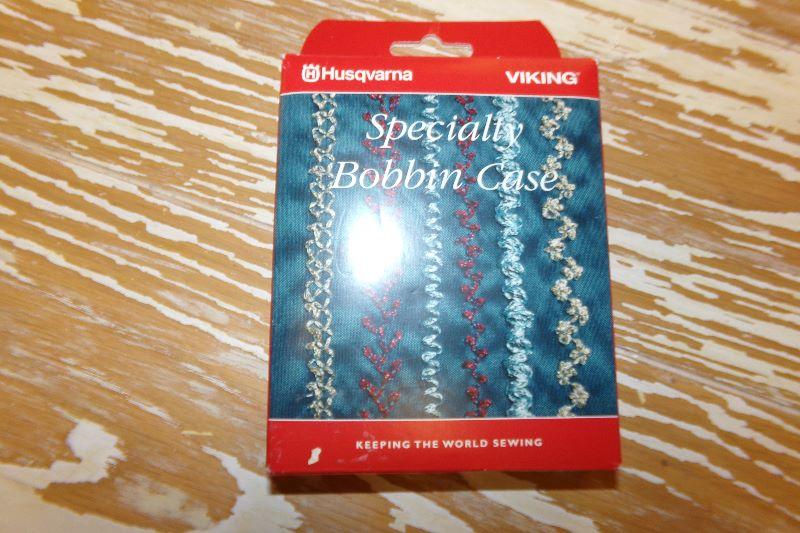 Husqvarna VIKING
Specialty
Bobbin Case
KEEPING THE WORLD SEWING